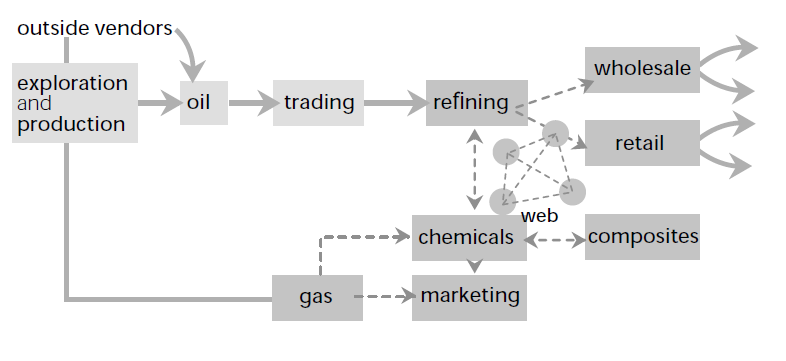 outside vendors
exploration
and
production
oil
trading
refining
wholesale
retail
web
chemicals
composites
gas
marketing